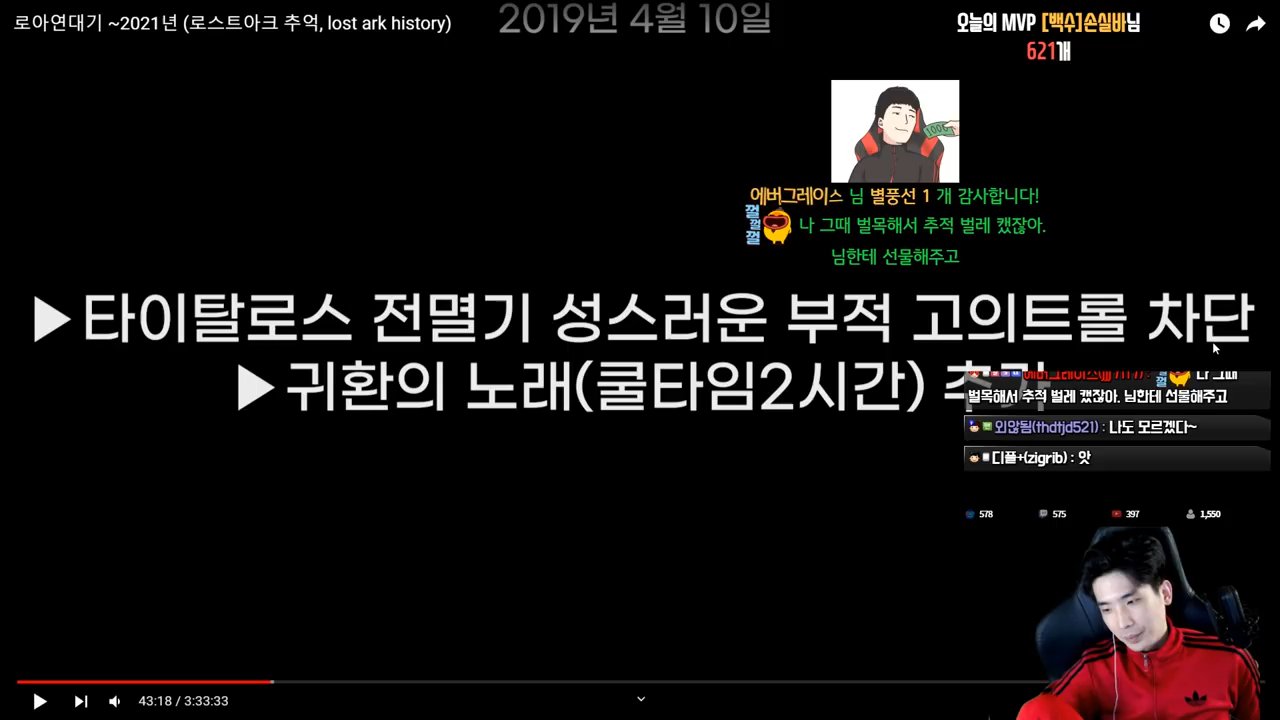 로아연대기 ~2021년 (로스트아크 추억, lost ark history)
2019년 4월 10일
오늘의 MVP [백수]손실바님
621개
에버그레이스 님 별풍선 1 개 감사합니다!
껄껄껄 나 그때 벌목해서 추적 벌레 캤잖아.
님한테 선물해주고
▶타이탈로스 전멸기 성스러운 부적 고의트롤 차단
▶귀환의 노래(쿨타임2시간)
나 그때
벌목해서 추적 벌레 캤잖아. 님한테 선물해주고
외않됨(thdtjd521) : 나도 모르겠다~
디플+(zigrib) : 앗
578 575 397 1,550
43:18 / 3:33:33